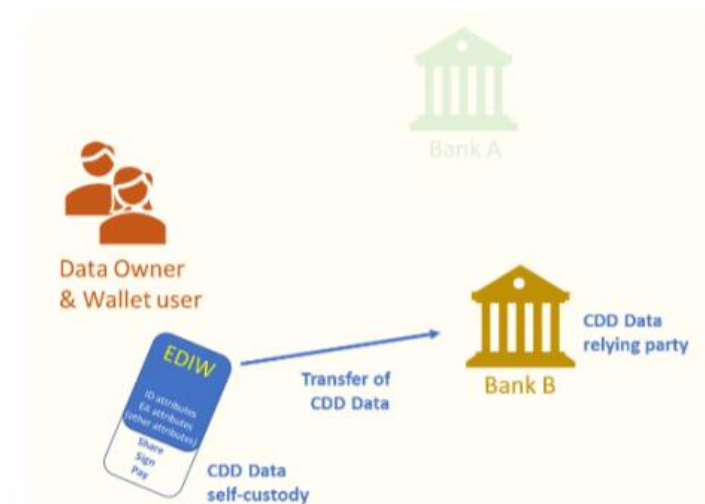 Bank A
Data Owner
& Wallet user
EDIW
ID attributes
EA attributes
(other attributes)
Share
Sign
Pay
Transfer of
CDD Data
CDD Data
relying party
Bank B
CDD Data
self-custody